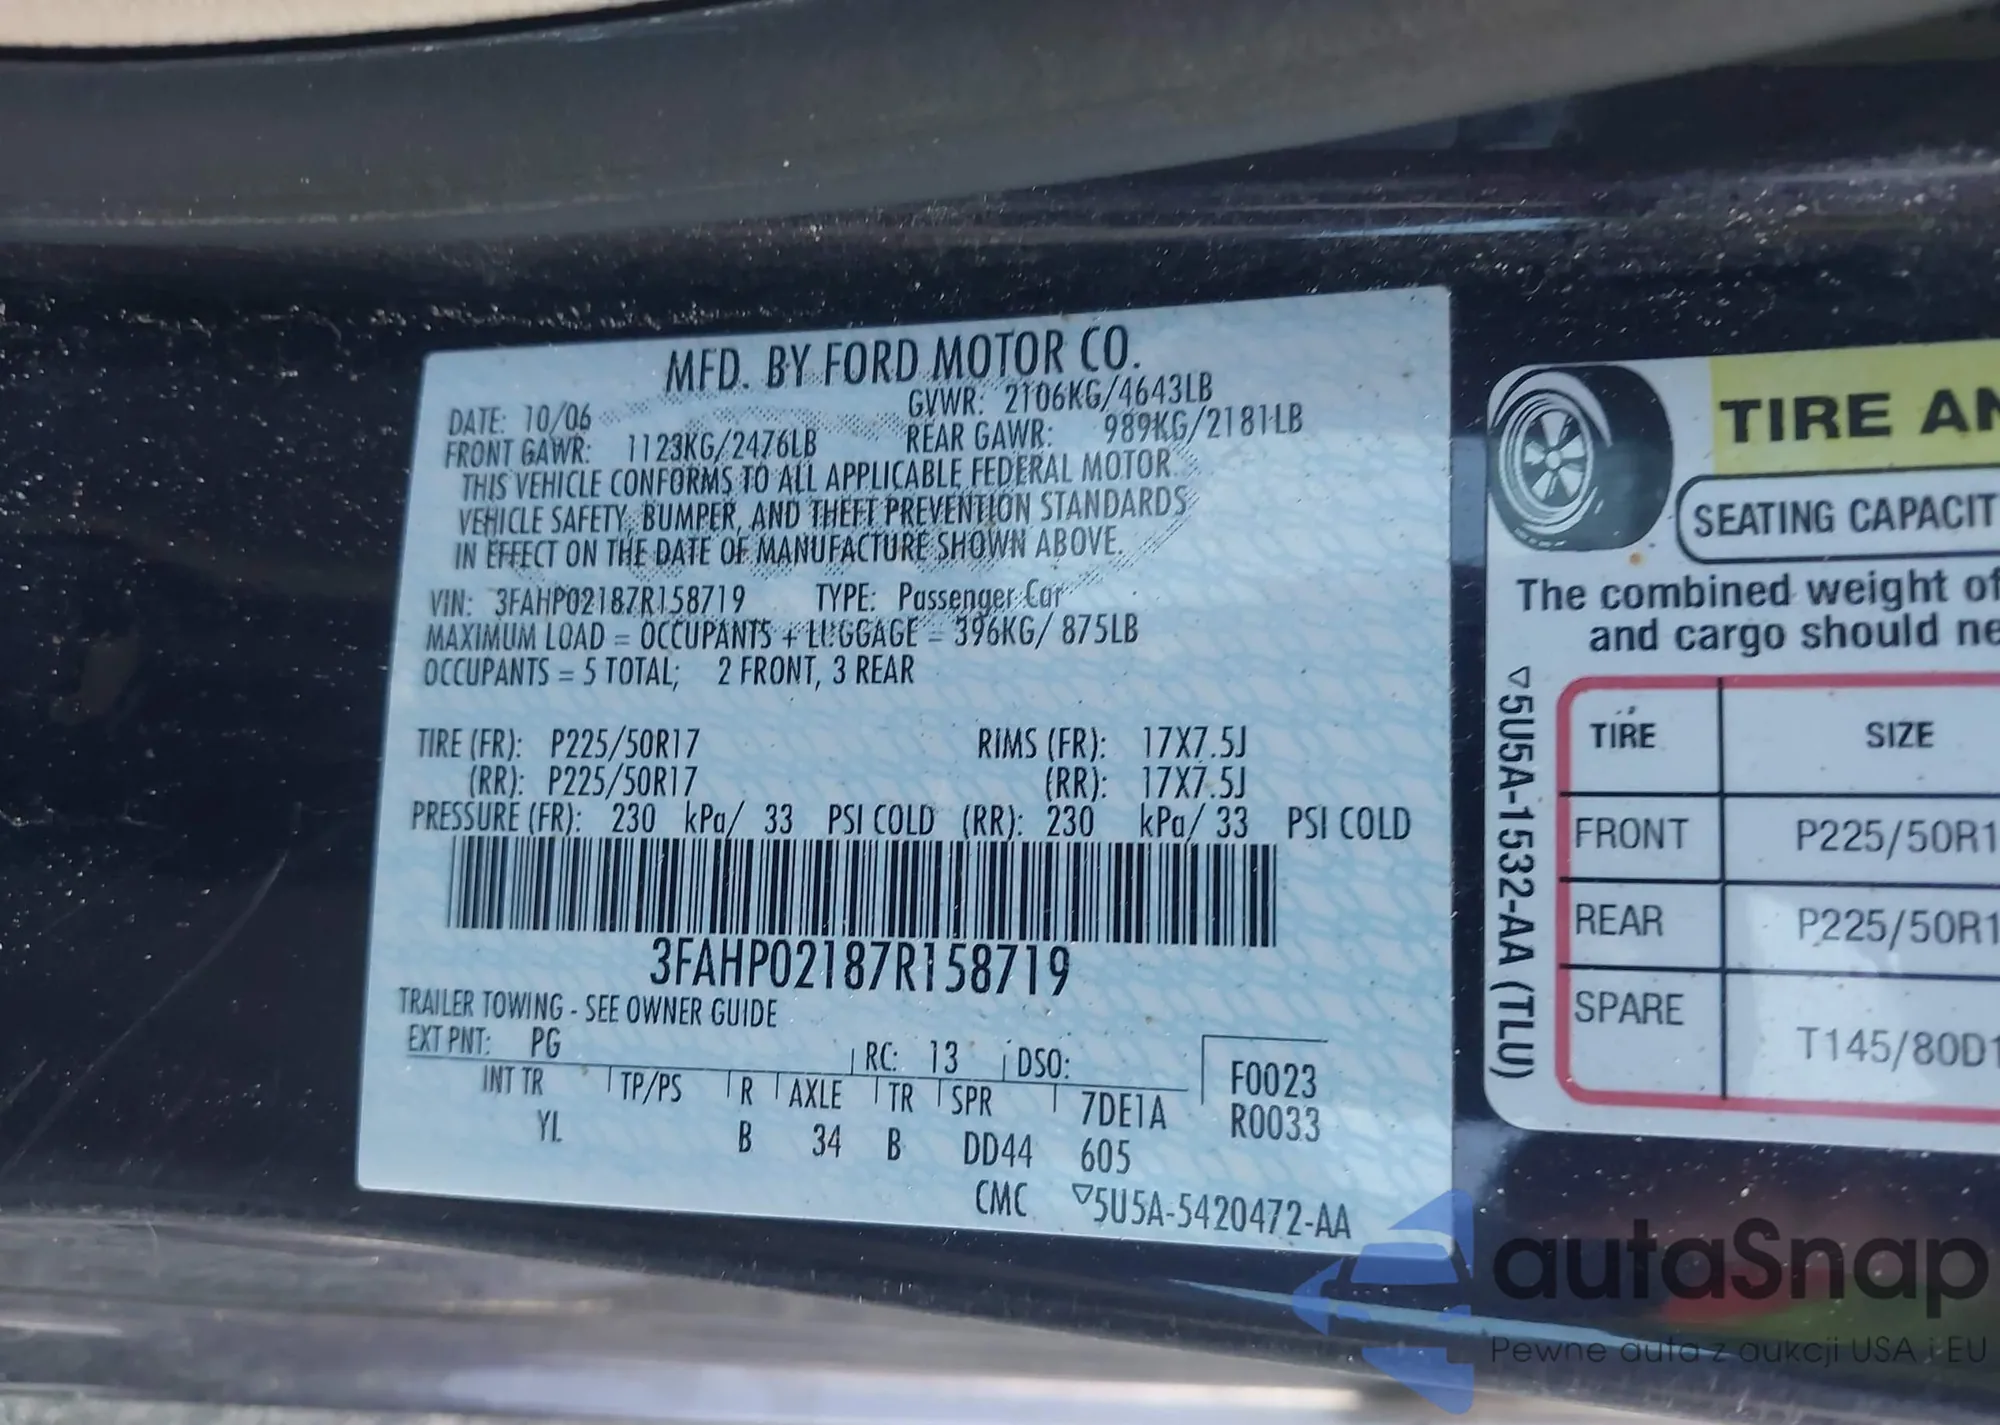 MFD. BY FORD MOTOR CO.
DATE: 10/06 GVWR: 2106KG/4643LB
FRONT GAWR: 1123KG/2476LB REAR GAWR: 989KG/2181LB
THIS VEHICLE CONFORMS TO ALL APPLICABLE FEDERAL MOTOR
VEHICLE SAFETY, BUMPER, AND THEFT PREVENTION STANDARDS
IN EFFECT ON THE DATE OF MANUFACTURE SHOWN ABOVE.
VIN: 3FAHP02187R158719 TYPE: Passenger Car
MAXIMUM LOAD = OCCUPANTS + LUGGAGE = 396KG/ 875LB
OCCUPANTS = 5 TOTAL; 2 FRONT, 3 REAR
TIRE (FR): P225/50R17 RIMS (FR): 17X7.5J
(RR): P225/50R17 (RR): 17X7.5J
PRESSURE (FR): 230 kPa/ 33 PSI COLD (RR): 230 kPa/ 33 PSI COLD
3FAHP02187R158719
TRAILER TOWING - SEE OWNER GUIDE
EXT PNT: PG RC: 13 DSO: F0023
INT TR TP/PS R AXLE TR SPR 7DE1A R0033
YL B 34 B DD44 605
CMC ▽5U5A-5420472-AA
TIRE AN
SEATING CAPACIT
The combined weight of
and cargo should ne
▽5U5A-1532-AA (TLU)
TIRE SIZE
FRONT P225/50R1
REAR P225/50R1
SPARE T145/80D1
autaSnap
Pewne auta z aukcji USA i EU